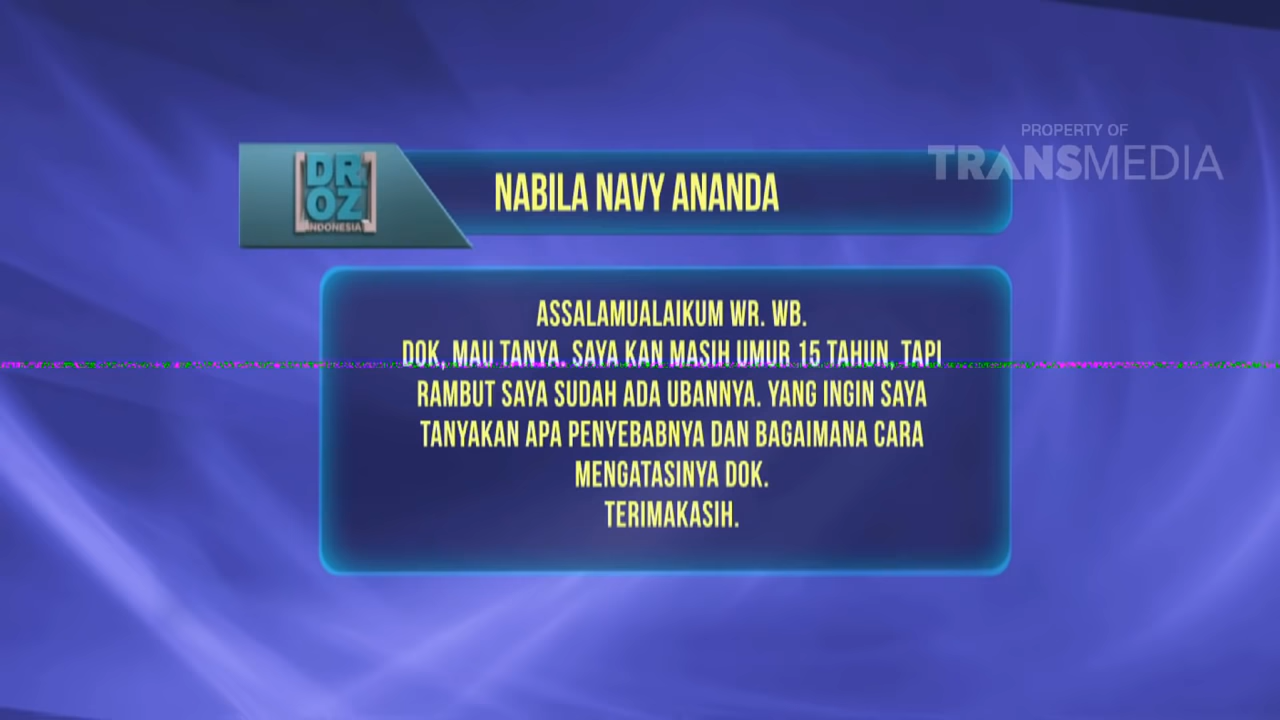 PROPERTY OF
TRANSMEDIA
DR
OZ
INDONESIA
NABILA NAVY ANANDA
ASSALAMUALAIKUM WR. WB.
DOK, MAU TANYA. SAYA KAN MASIH UMUR 15 TAHUN, TAPI
RAMBUT SAYA SUDAH ADA UBANNYA. YANG INGIN SAYA
TANYAKAN APA PENYEBABNYA DAN BAGAIMANA CARA
MENGATASINYA DOK.
TERIMAKASIH.